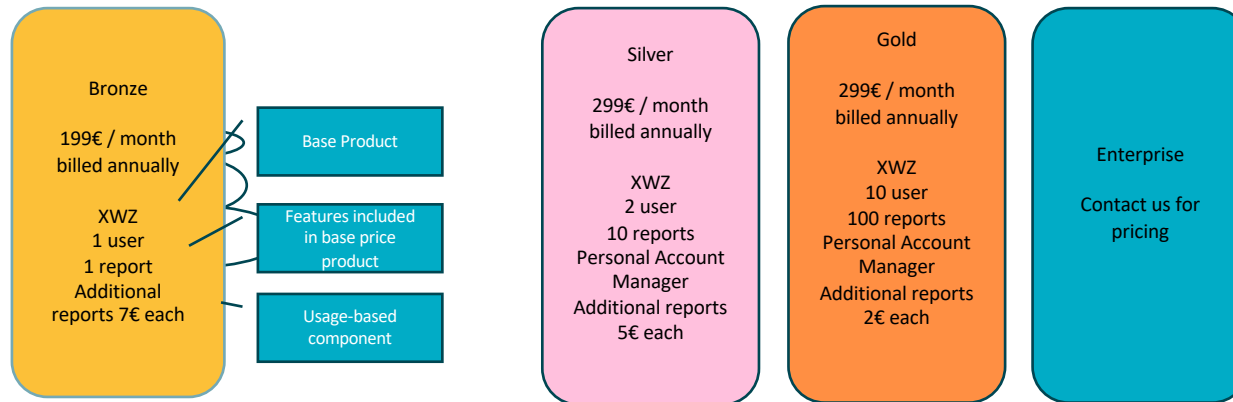 Bronze
199€ / month
billed annually
XWZ
1 user
1 report
Additional
reports 7€ each
Base Product
Features included
in base price
product
Usage-based
component
Silver
299€ / month
billed annually
XWZ
2 user
10 reports
Personal Account
Manager
Additional reports
5€ each
Gold
299€ / month
billed annually
XWZ
10 user
100 reports
Personal Account
Manager
Additional reports
2€ each
Enterprise
Contact us for
pricing